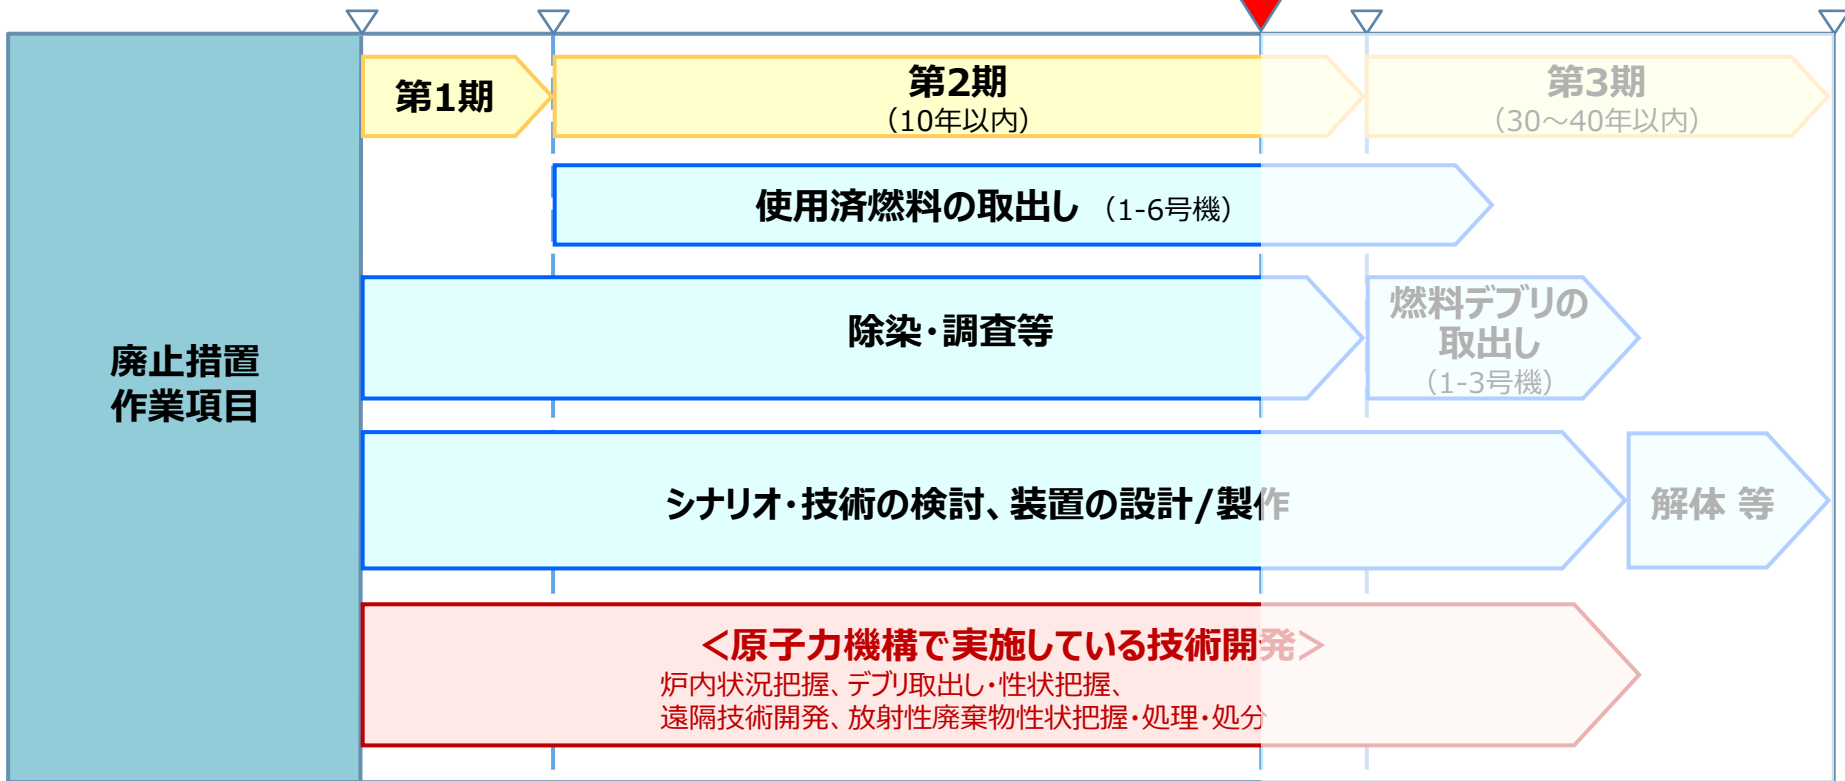 第1期
第2期
（10年以内）
第3期
（30～40年以内）
使用済燃料の取出し （1-6号機）
除染・調査等
燃料デブリの
取出し
（1-3号機）
廃止措置
作業項目
シナリオ・技術の検討、装置の設計/製作
解体 等
＜原子力機構で実施している技術開発＞
炉内状況把握、デブリ取出し・性状把握、
遠隔技術開発、放射性廃棄物性状把握・処理・処分